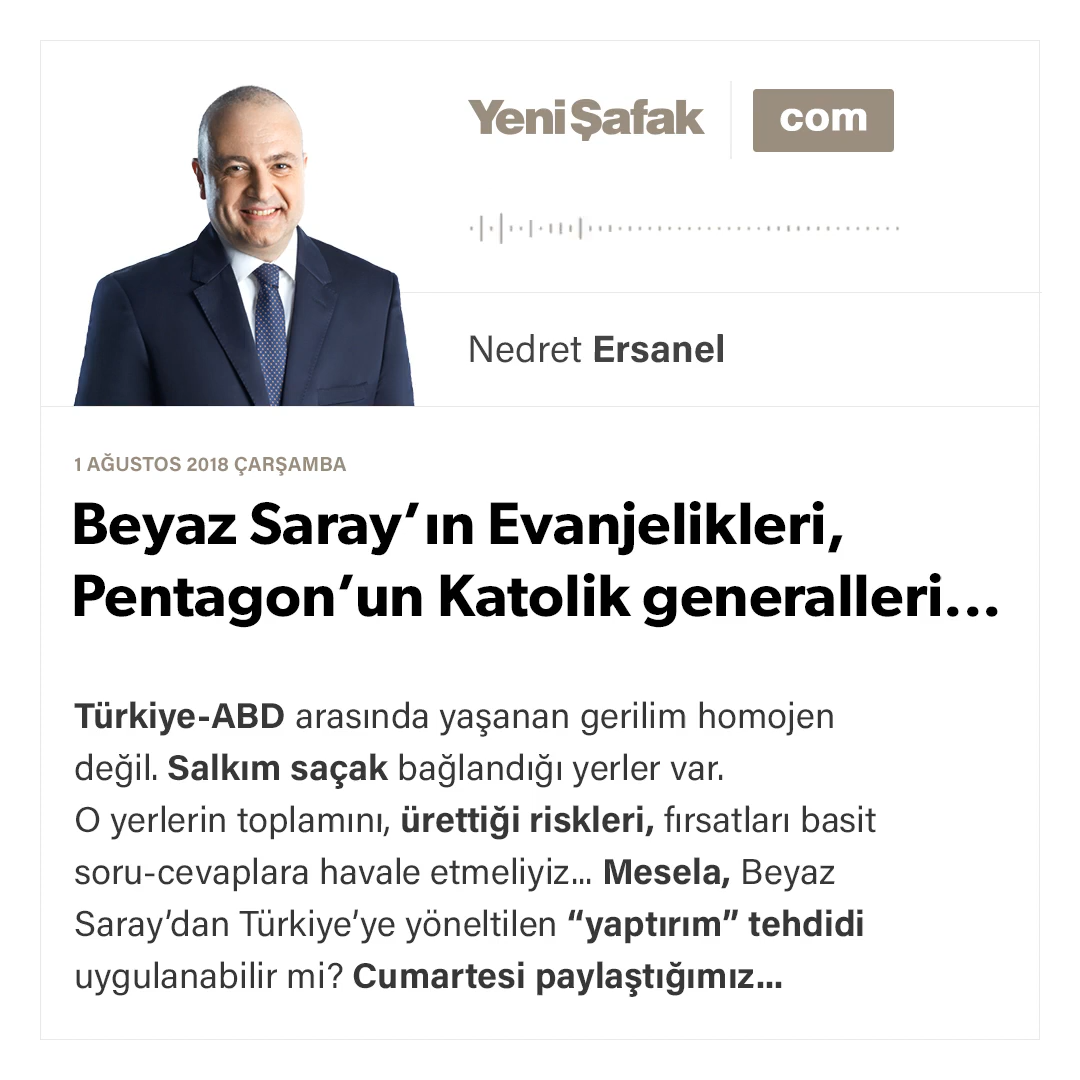 YeniŞafak com
Nedret Ersanel
1 AĞUSTOS 2018 ÇARŞAMBA
Beyaz Saray’ın Evanjelikleri,
Pentagon’un Katolik generalleri...
Türkiye-ABD arasında yaşanan gerilim homojen
değil. Salkım saçak bağlandığı yerler var.
O yerlerin toplamını, ürettiği riskleri, fırsatları basit
soru-cevaplara havale etmeliyiz... Mesela, Beyaz
Saray’dan Türkiye’ye yöneltilen “yaptırım” tehdidi
uygulanabilir mi? Cumartesi paylaştığımız...